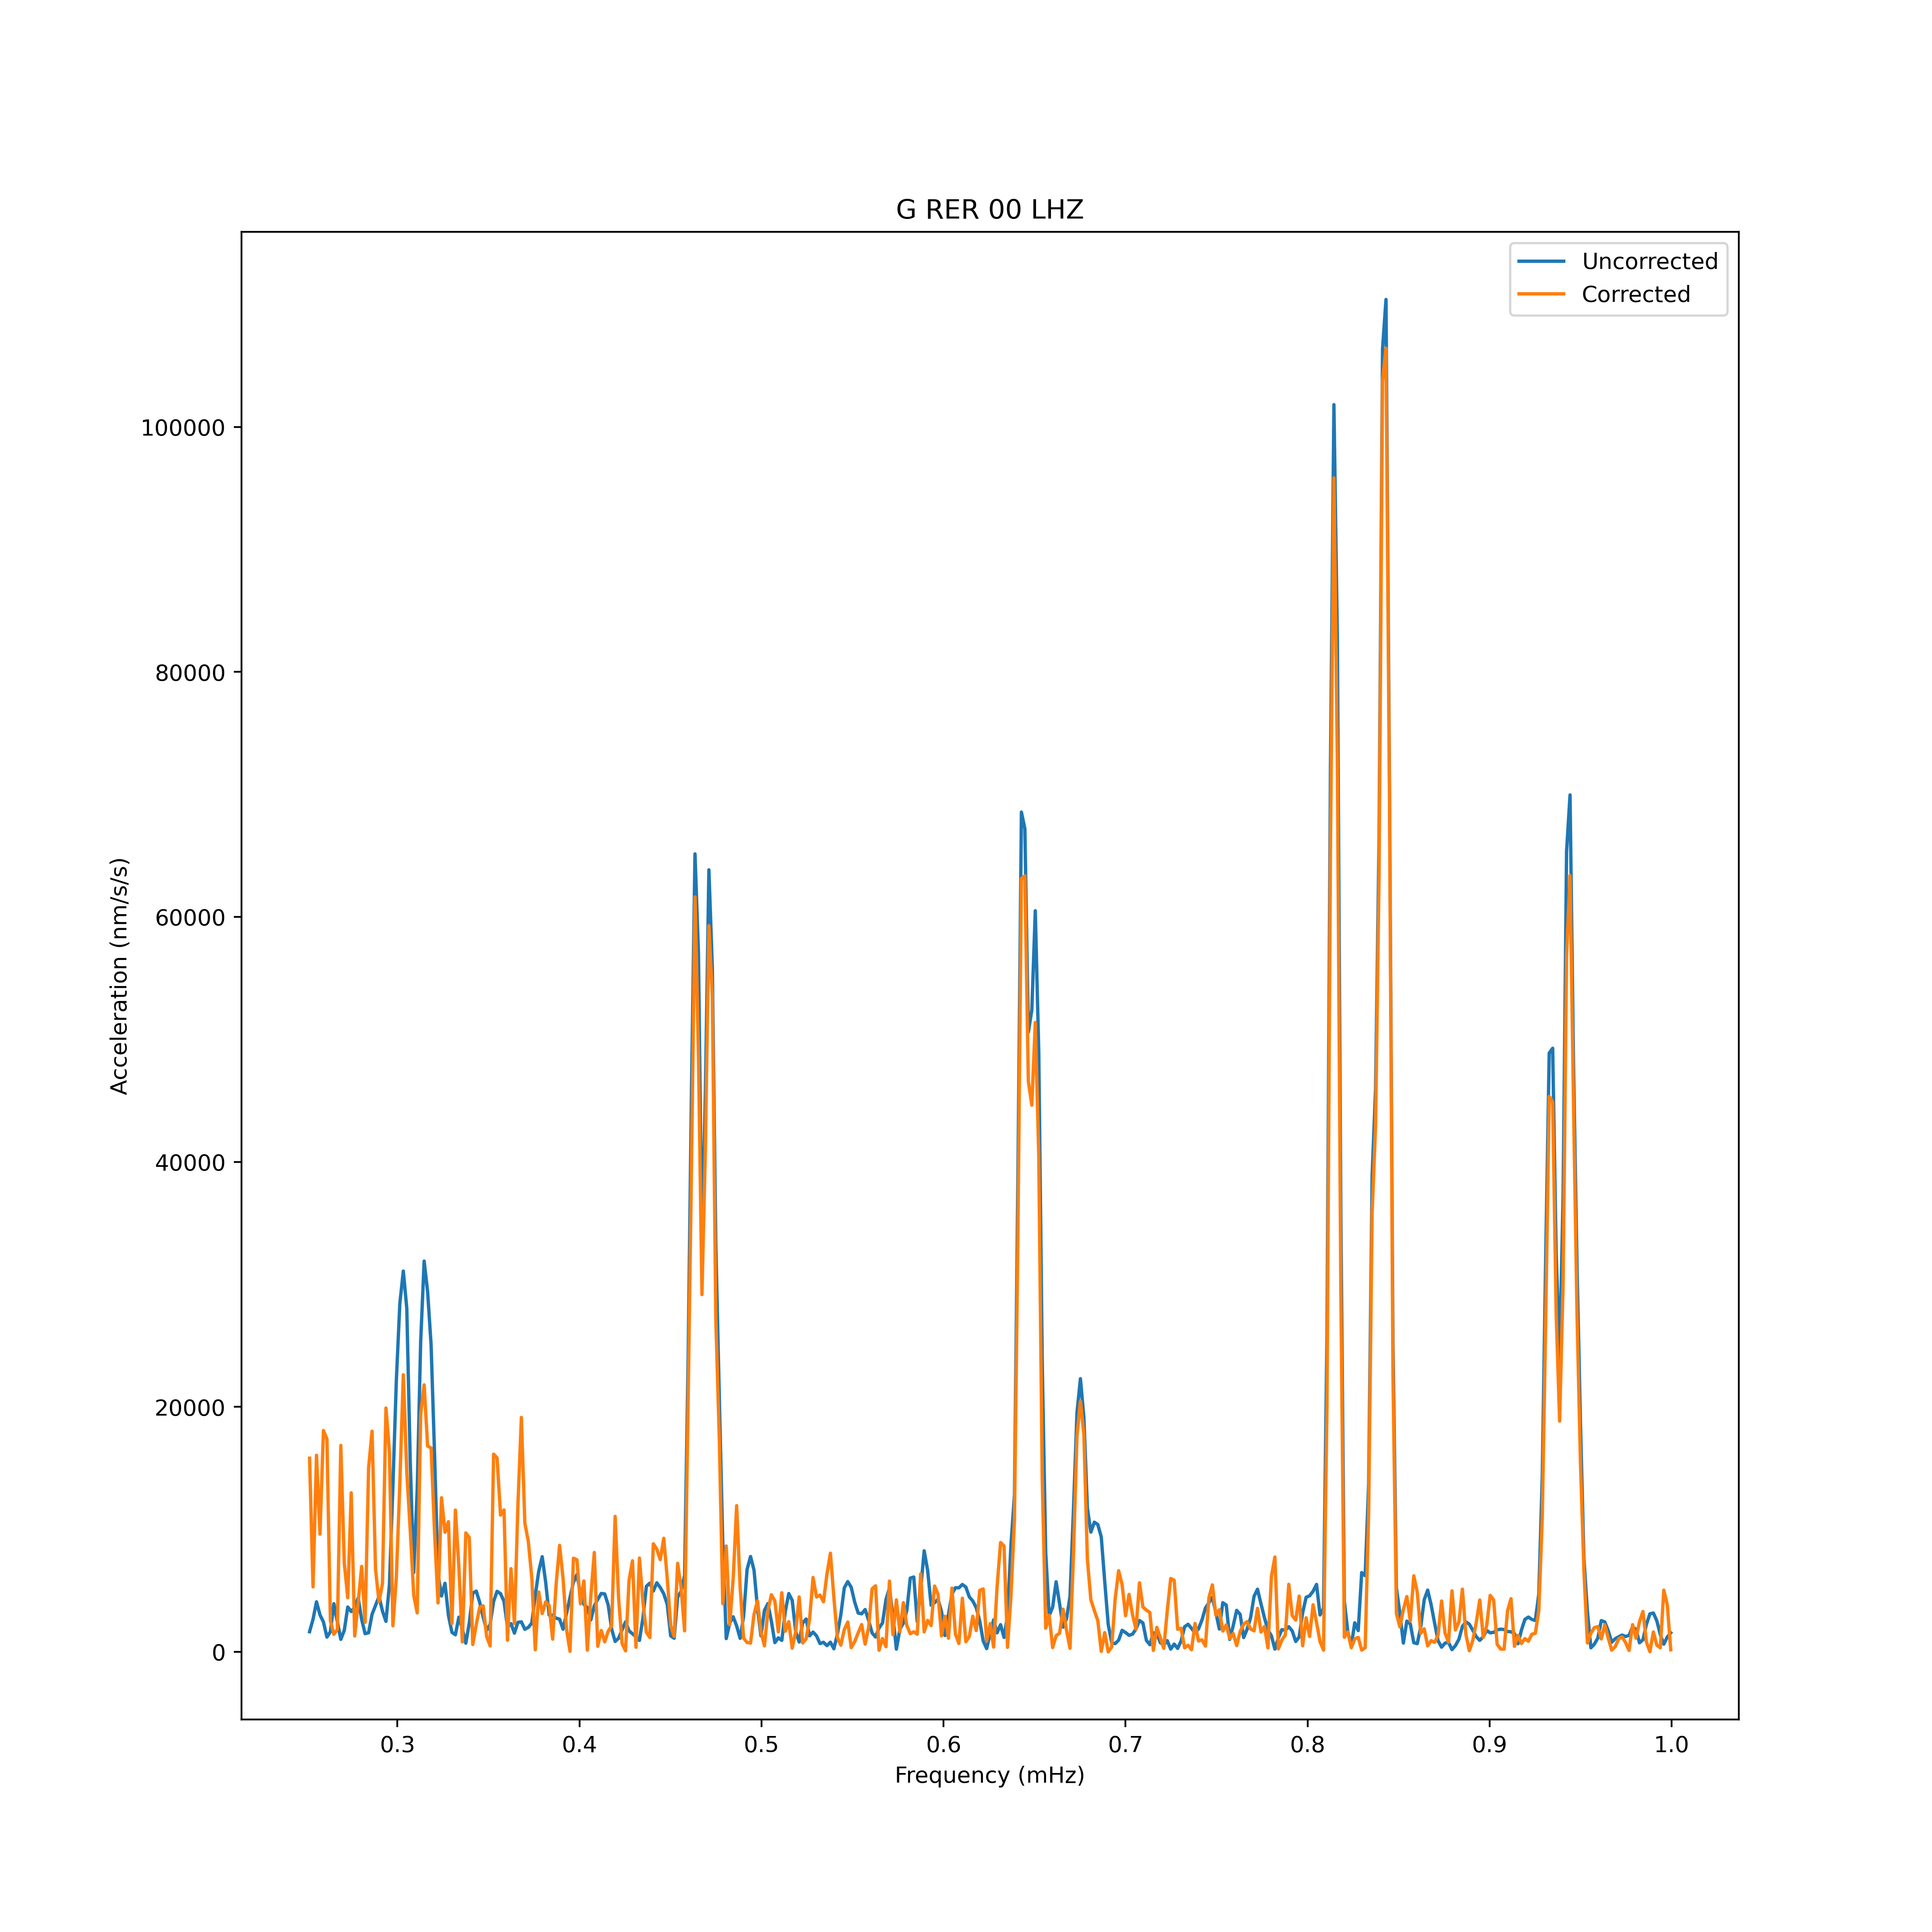 G RER 00 LHZ
Uncorrected
Corrected
100000
80000
60000
40000
20000
0
Acceleration (nm/s/s)
0.3 0.4 0.5 0.6 0.7 0.8 0.9 1.0
Frequency (mHz)